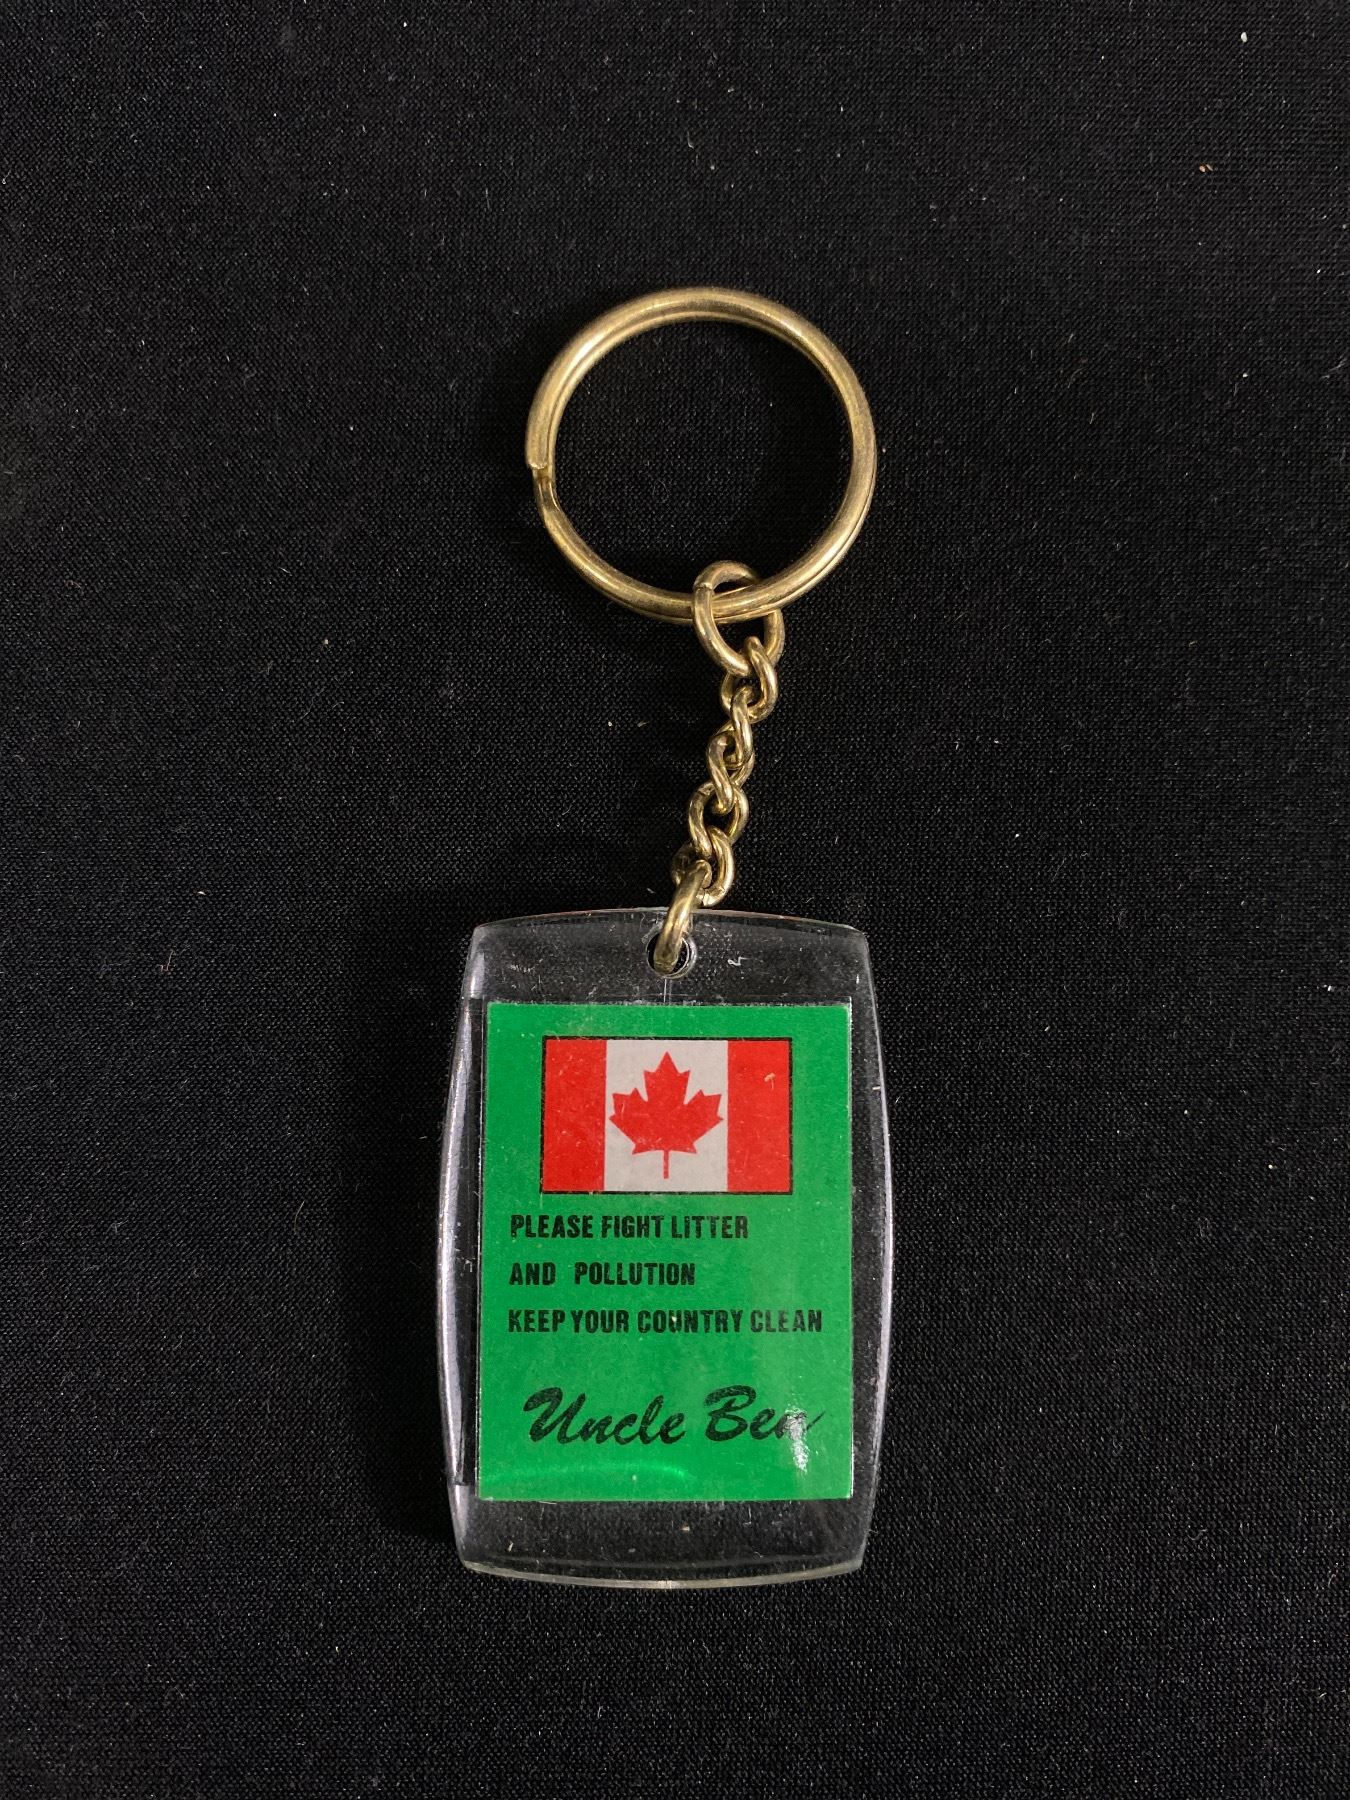 PLEASE FIGHT LITTER
AND POLLUTION
KEEP YOUR COUNTRY CLEAN
Uncle Ben